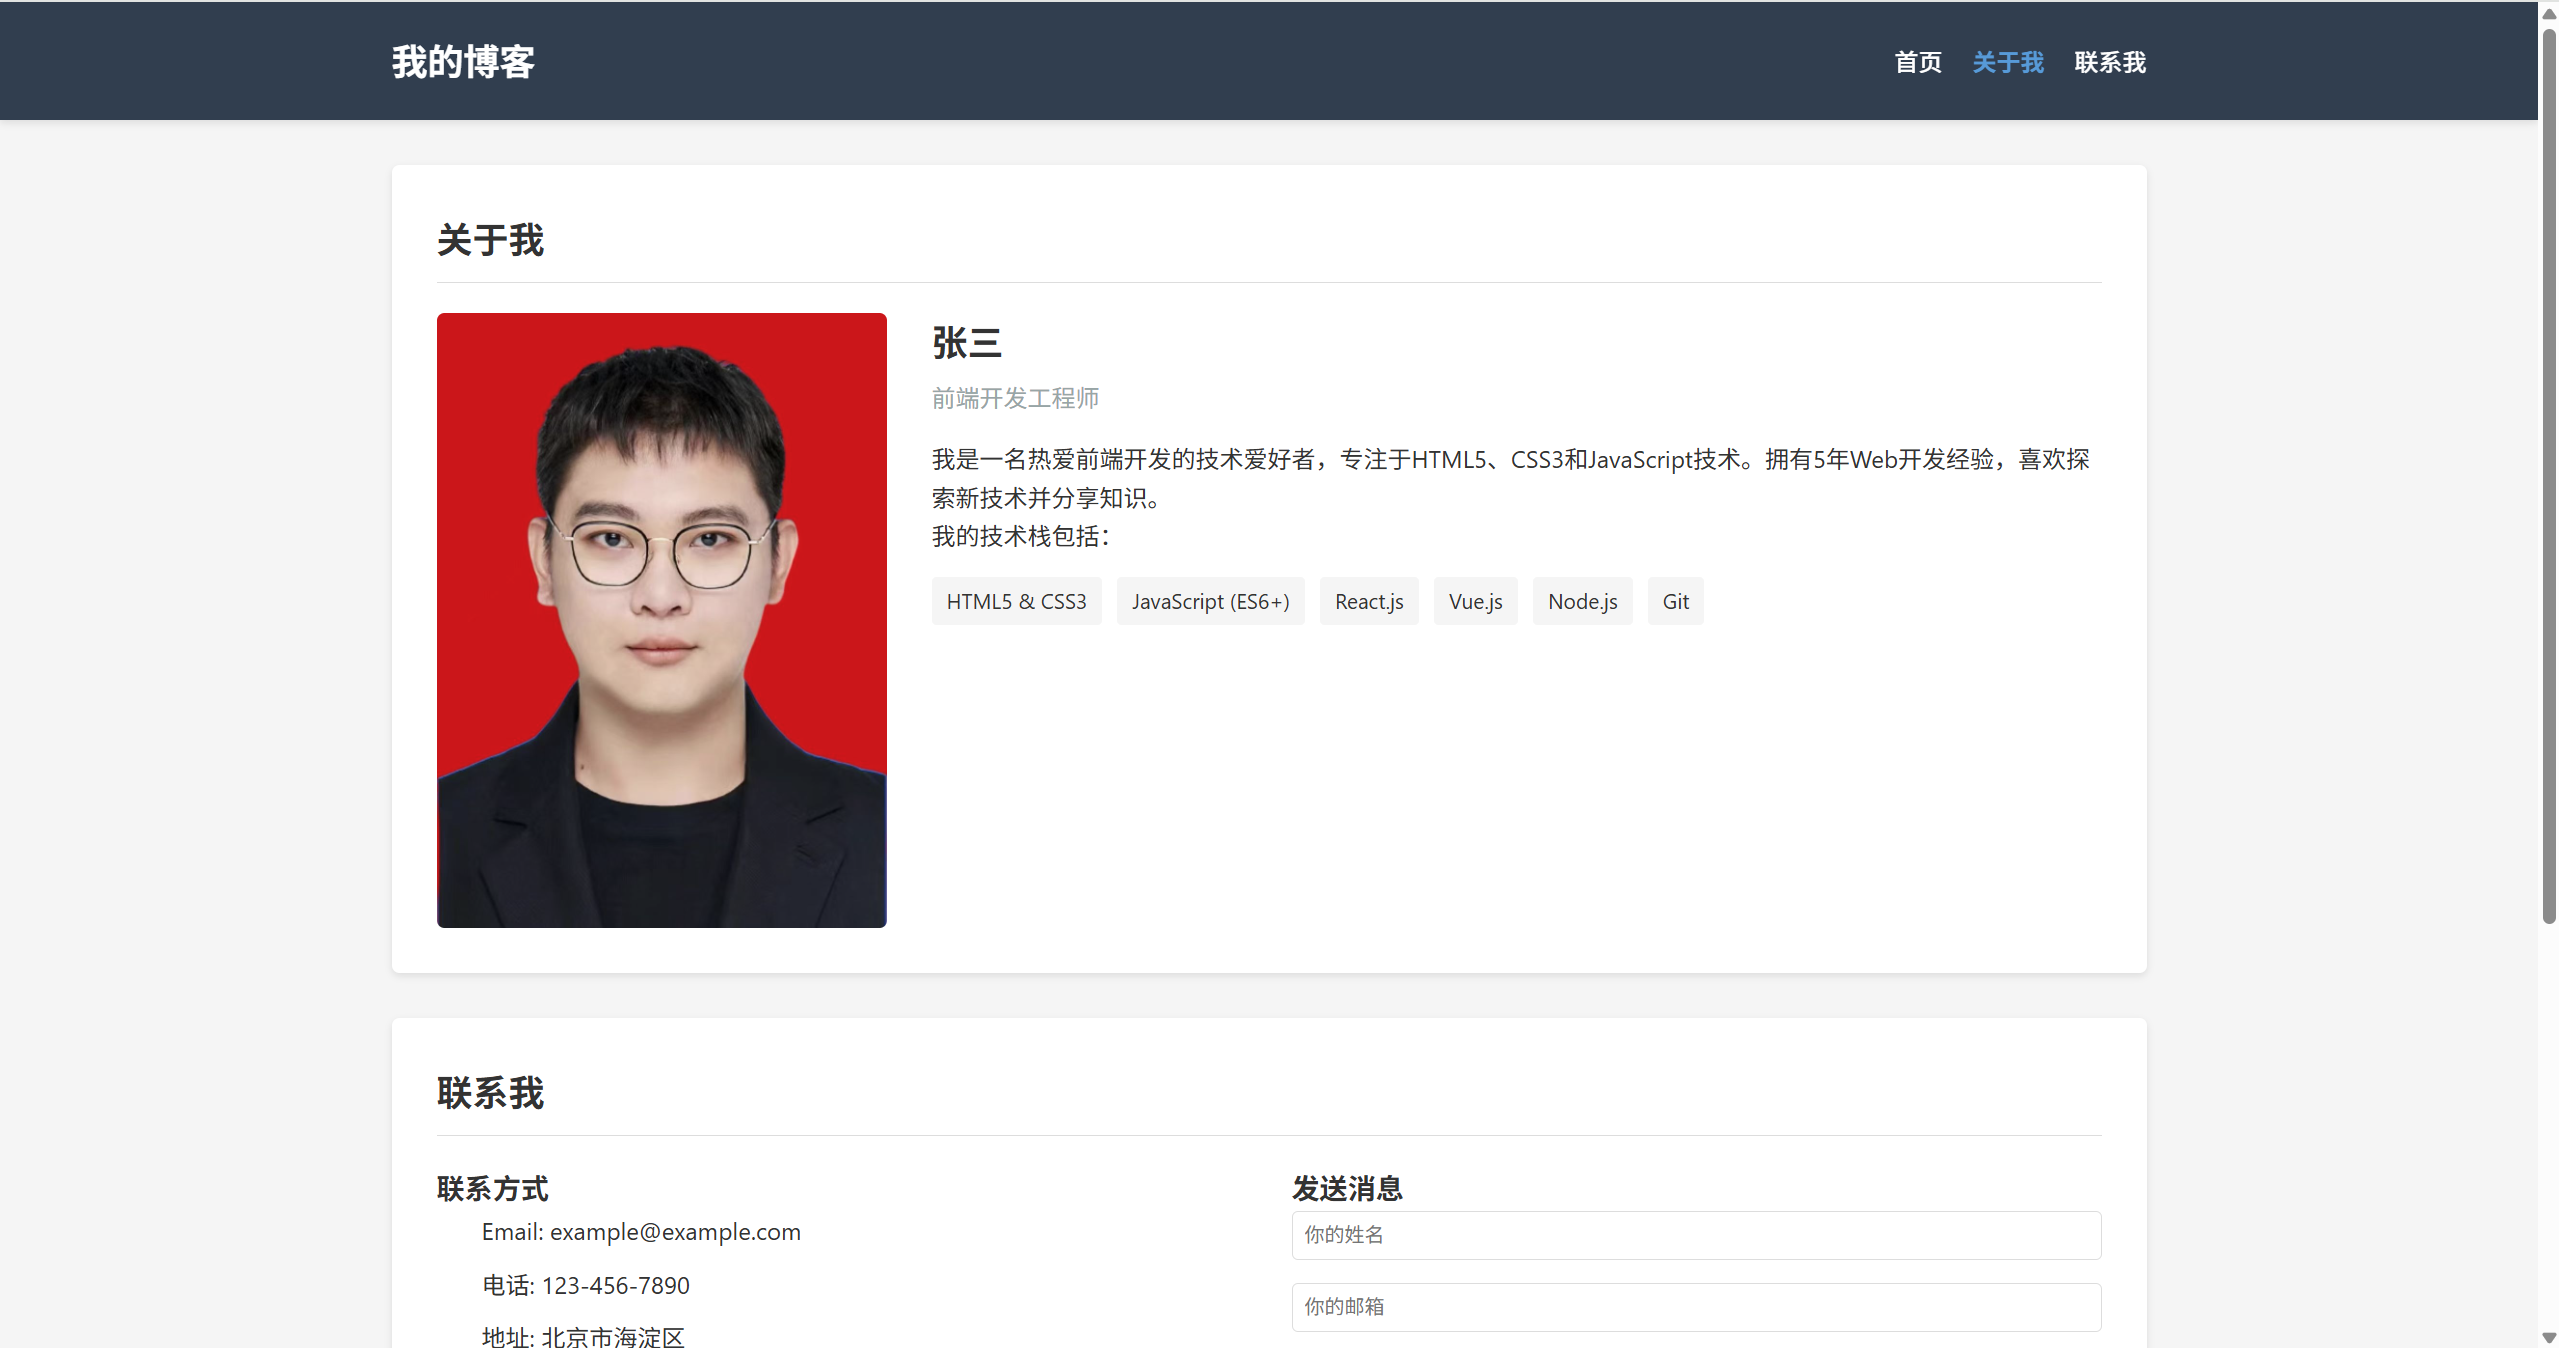 我的博客
首页 关于我 联系我
关于我
张三
前端开发工程师
我是一名热爱前端开发的技术爱好者，专注于HTML5、CSS3和JavaScript技术。拥有5年Web开发经验，喜欢探
索新技术并分享知识。
我的技术栈包括：
HTML5 & CSS3 JavaScript (ES6+) React.js Vue.js Node.js Git
联系我
联系方式
Email: example@example.com
电话: 123-456-7890
地址: 北京市海淀区
发送消息
你的姓名
你的邮箱